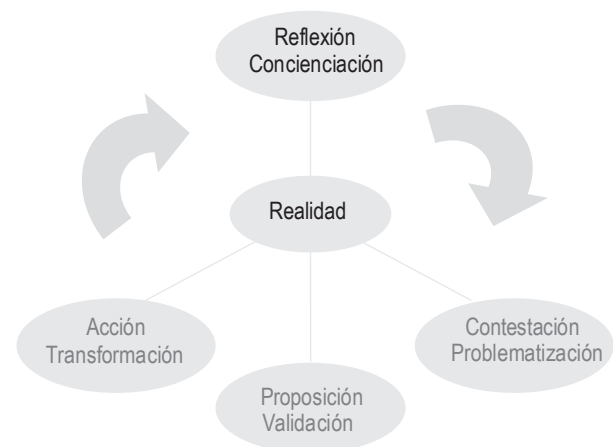 Reflexión
Concienciación
Realidad
Acción
Transformación
Contestación
Problematización
Proposición
Validación